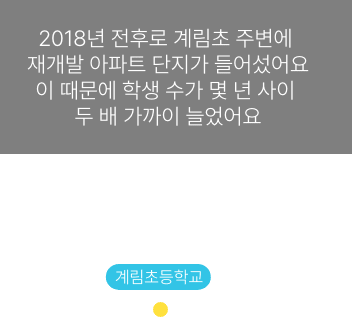 2018년 전후로 계림초 주변에
재개발 아파트 단지가 들어섰어요
이 때문에 학생 수가 몇 년 사이
두 배 가까이 늘었어요
계림초등학교